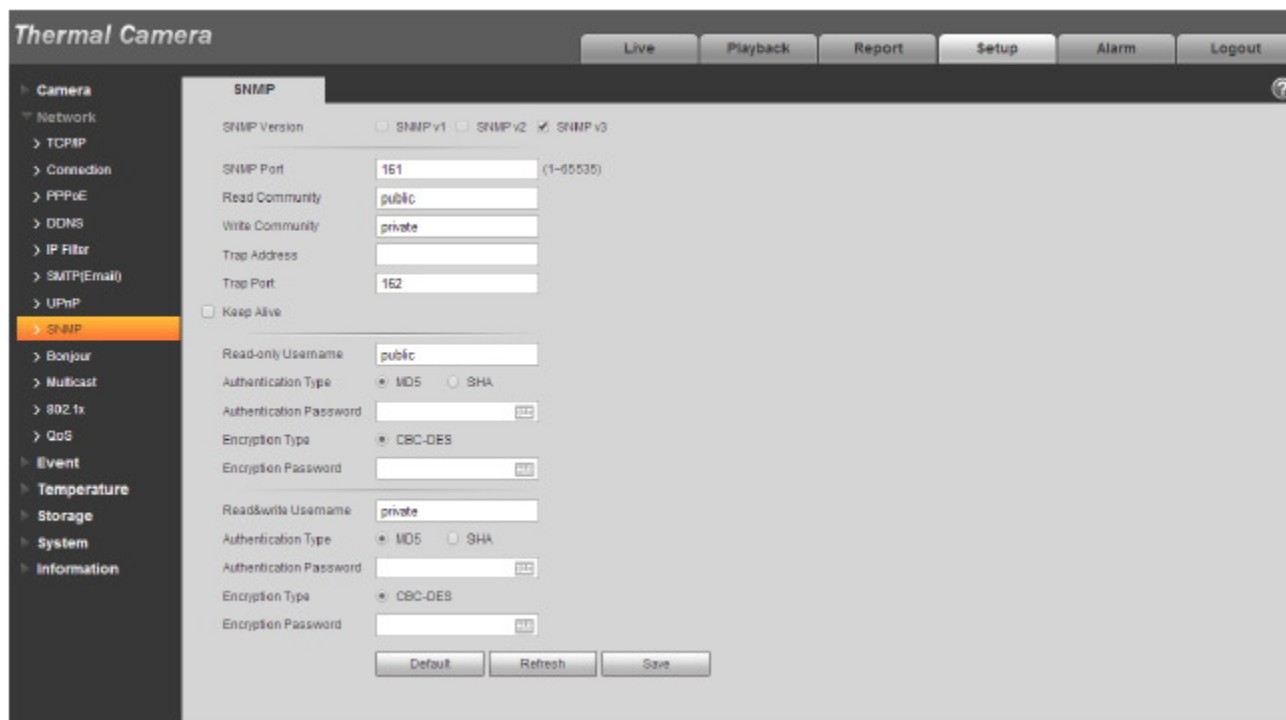 Thermal Camera
Live Playback Report Setup Alarm Logout
Camera
Network
TCP/IP
Connection
PPPoE
DDNS
IP Filter
SMTP(Email)
UPnP
SNMP
Bonjour
Multicast
802.1x
QoS
Event
Temperature
Storage
System
Information
SNMP
SNMP Version SNMP v1 SNMP v2 SNMP v3
SNMP Port 161 (1~65535)
Read Community public
Write Community private
Trap Address
Trap Port 162
Keep Alive
Read-only Username public
Authentication Type MD5 SHA
Authentication Password
Encryption Type CBC-DES
Encryption Password
Read&write Username private
Authentication Type MD5 SHA
Authentication Password
Encryption Type CBC-DES
Encryption Password
Default Refresh Save